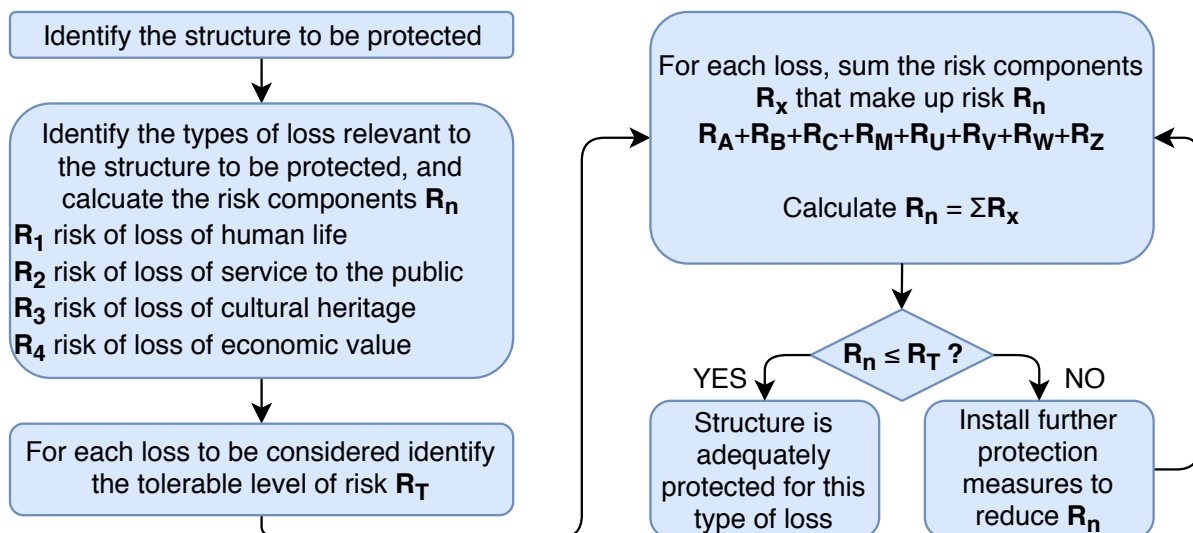 Identify the structure to be protected
Identify the types of loss relevant to
the structure to be protected, and
calcuate the risk components Rn
R1 risk of loss of human life
R2 risk of loss of service to the public
R3 risk of loss of cultural heritage
R4 risk of loss of economic value
For each loss to be considered identify
the tolerable level of risk RT
For each loss, sum the risk components
Rx that make up risk Rn
RA+RB+RC+RM+RU+RV+RW+RZ
Calculate Rn = ΣRx
Rn ≤ RT ?
YES
NO
Structure is
adequately
protected for this
type of loss
Install further
protection
measures to
reduce Rn